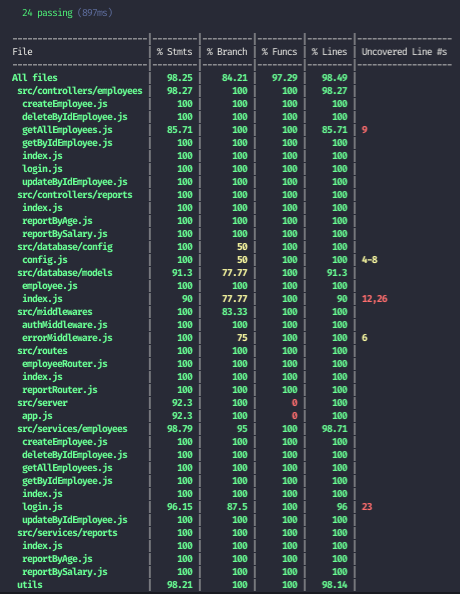 24 passing (897ms)
-----------------------------|----------|----------|----------|----------|-------------------|
File | % Stmts | % Branch | % Funcs | % Lines | Uncovered Line #s
-----------------------------|----------|----------|----------|----------|-------------------|
All files | 98.25 | 84.21 | 97.29 | 98.49 |
src/controllers/employees | 98.27 | 100 | 100 | 98.27 |
createEmployee.js | 100 | 100 | 100 | 100 |
deleteByIdEmployee.js | 100 | 100 | 100 | 100 |
getAllEmployees.js | 85.71 | 100 | 100 | 85.71 | 9
getByIdEmployee.js | 100 | 100 | 100 | 100 |
index.js | 100 | 100 | 100 | 100 |
login.js | 100 | 100 | 100 | 100 |
updateByIdEmployee.js | 100 | 100 | 100 | 100 |
src/controllers/reports | 100 | 100 | 100 | 100 |
index.js | 100 | 100 | 100 | 100 |
reportByAge.js | 100 | 100 | 100 | 100 |
reportBySalary.js | 100 | 100 | 100 | 100 |
src/database/config | 100 | 50 | 100 | 100 |
config.js | 100 | 50 | 100 | 100 | 4-8
src/database/models | 91.3 | 77.77 | 100 | 91.3 |
employee.js | 100 | 100 | 100 | 100 |
index.js | 90 | 77.77 | 100 | 90 | 12,26
src/middlewares | 100 | 83.33 | 100 | 100 |
authMiddleware.js | 100 | 100 | 100 | 100 |
errorMiddleware.js | 100 | 75 | 100 | 100 | 6
src/routes | 100 | 100 | 100 | 100 |
employeeRouter.js | 100 | 100 | 100 | 100 |
index.js | 100 | 100 | 100 | 100 |
reportRouter.js | 100 | 100 | 100 | 100 |
src/server | 92.3 | 100 | 0 | 100 |
app.js | 92.3 | 100 | 0 | 100 |
src/services/employees | 98.79 | 95 | 100 | 98.71 |
createEmployee.js | 100 | 100 | 100 | 100 |
deleteByIdEmployee.js | 100 | 100 | 100 | 100 |
getAllEmployees.js | 100 | 100 | 100 | 100 |
getByIdEmployee.js | 100 | 100 | 100 | 100 |
index.js | 100 | 100 | 100 | 100 |
login.js | 96.15 | 87.5 | 100 | 96 | 23
updateByIdEmployee.js | 100 | 100 | 100 | 100 |
src/services/reports | 100 | 100 | 100 | 100 |
index.js | 100 | 100 | 100 | 100 |
reportByAge.js | 100 | 100 | 100 | 100 |
reportBySalary.js | 100 | 100 | 100 | 100 |
utils | 98.21 | 100 | 100 | 98.14 |